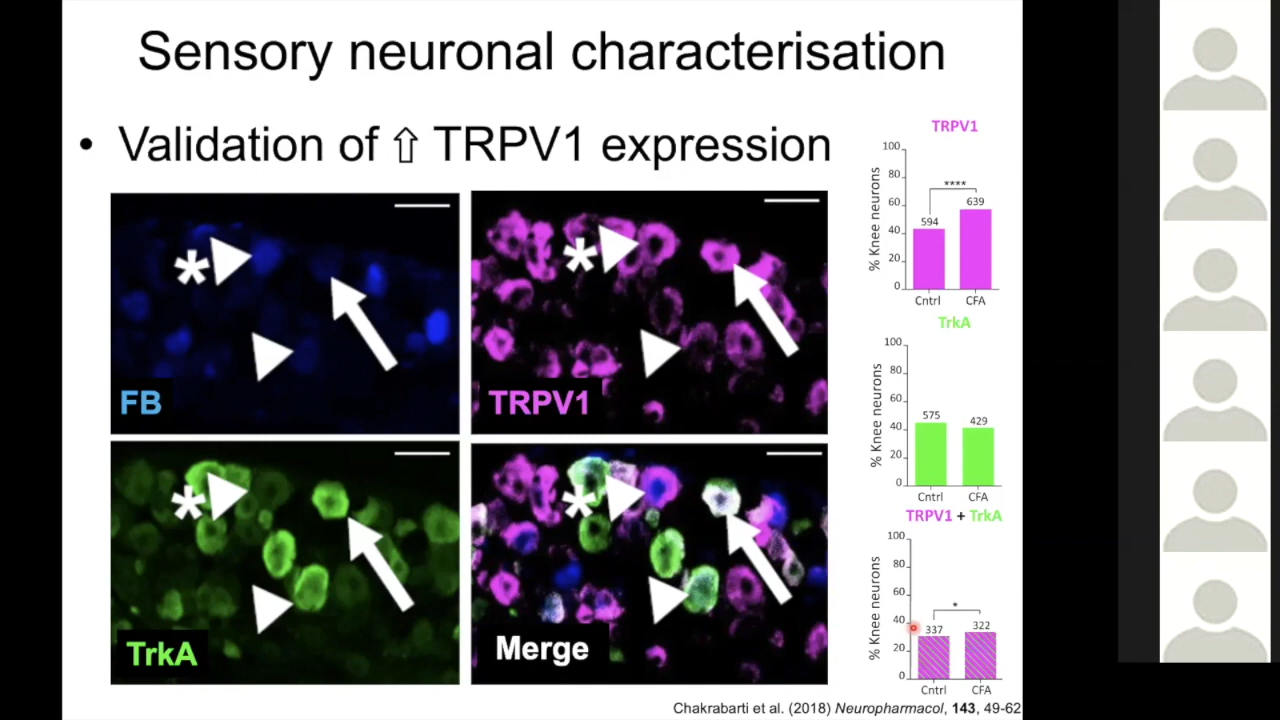 Sensory neuronal characterisation
• Validation of ⇧ TRPV1 expression
FB
TRPV1
TrkA
Merge
TRPV1
% Knee neurons
100
80
60
40
20
0
****
594
639
Cntrl
CFA
TrkA
% Knee neurons
100
80
60
40
20
0
575
429
Cntrl
CFA
TRPV1 + TrkA
% Knee neurons
100
80
60
40
20
0
*
337
322
Cntrl
CFA
Chakrabarti et al. (2018) Neuropharmacol, 143, 49-62